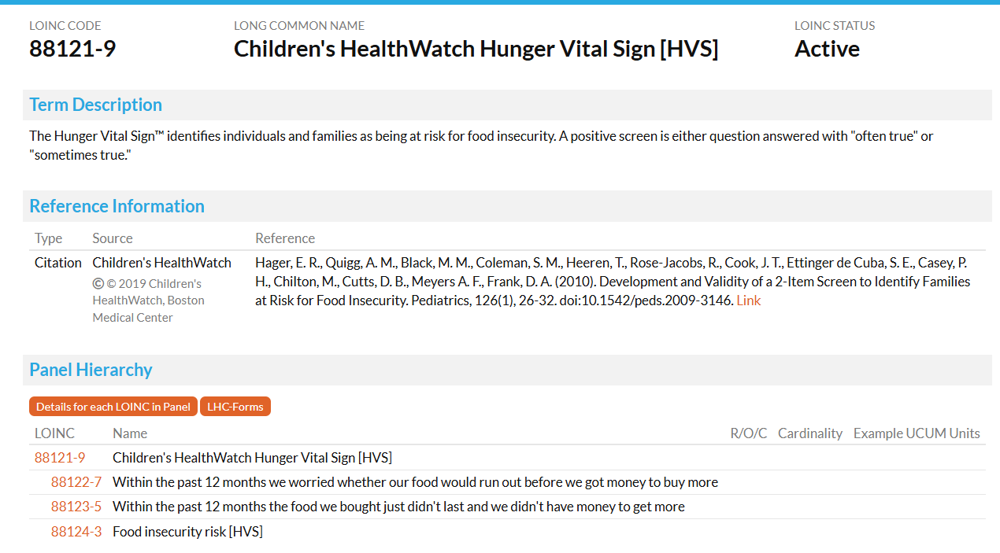 LOINC CODE LONG COMMON NAME LOINC STATUS
88121-9 Children's HealthWatch Hunger Vital Sign [HVS] Active
Term Description
The Hunger Vital Sign™ identifies individuals and families as being at risk for food insecurity. A positive screen is either question answered with "often true" or
"sometimes true."
Reference Information
Type Source Reference
Citation Children's HealthWatch Hager, E. R., Quigg, A. M., Black, M. M., Coleman, S. M., Heeren, T., Rose-Jacobs, R., Cook, J. T., Ettinger de Cuba, S. E., Casey, P.
© © 2019 Children's H., Chilton, M., Cutts, D. B., Meyers A. F., Frank, D. A. (2010). Development and Validity of a 2-Item Screen to Identify Families
HealthWatch, Boston at Risk for Food Insecurity. Pediatrics, 126(1), 26-32. doi:10.1542/peds.2009-3146. Link
Medical Center
Panel Hierarchy
Details for each LOINC in Panel LHC-Forms
LOINC Name R/O/C Cardinality Example UCUM Units
88121-9 Children's HealthWatch Hunger Vital Sign [HVS]
88122-7 Within the past 12 months we worried whether our food would run out before we got money to buy more
88123-5 Within the past 12 months the food we bought just didn't last and we didn't have money to get more
88124-3 Food insecurity risk [HVS]